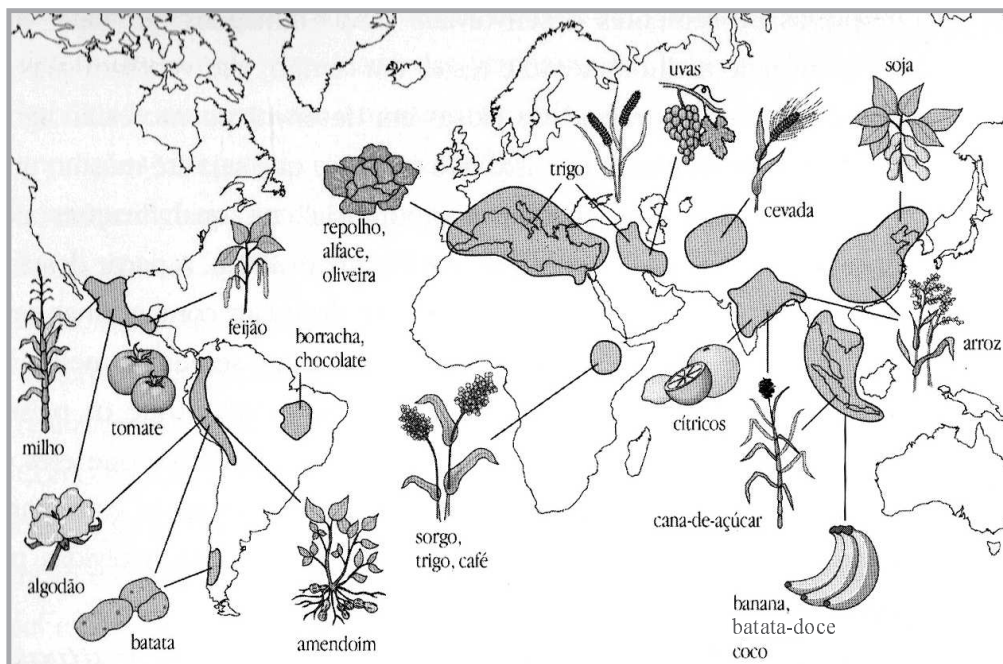 uvas
soja
trigo
cevada
repolho,
alface,
oliveira
feijão
borracha,
chocolate
arroz
milho
tomate
cítricos
sorgo,
trigo, café
cana-de-açúcar
algodão
batata
amendoim
banana,
batata-doce
coco